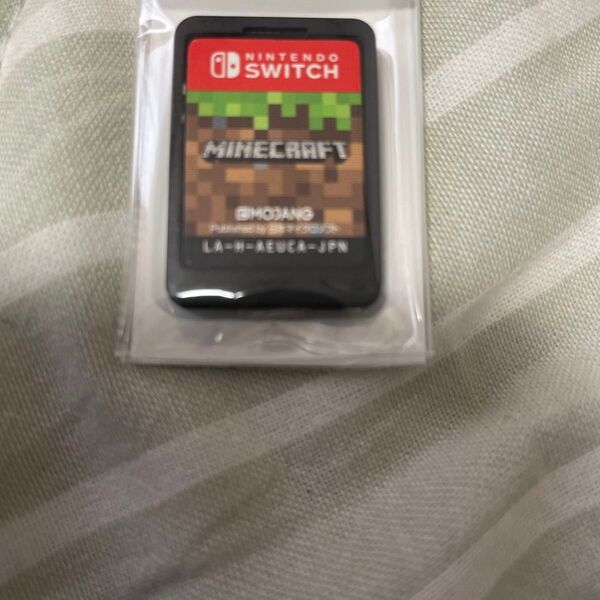 NINTENDO
SWITCH
MINECRAFT
MOJANG
Published by 日本マイクロソフト
LA-H-AEUCA-JPN